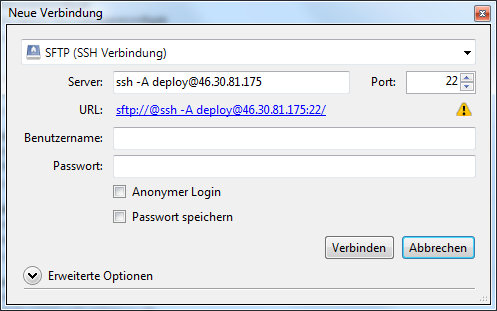 Neue Verbindung
SFTP (SSH Verbindung)
Server: ssh -A deploy@46.30.81.175 Port: 22
URL: sftp://@ssh -A deploy@46.30.81.175:22/
Benutzername:
Passwort:
Anonymer Login
Passwort speichern
Verbinden Abbrechen
Erweiterte Optionen